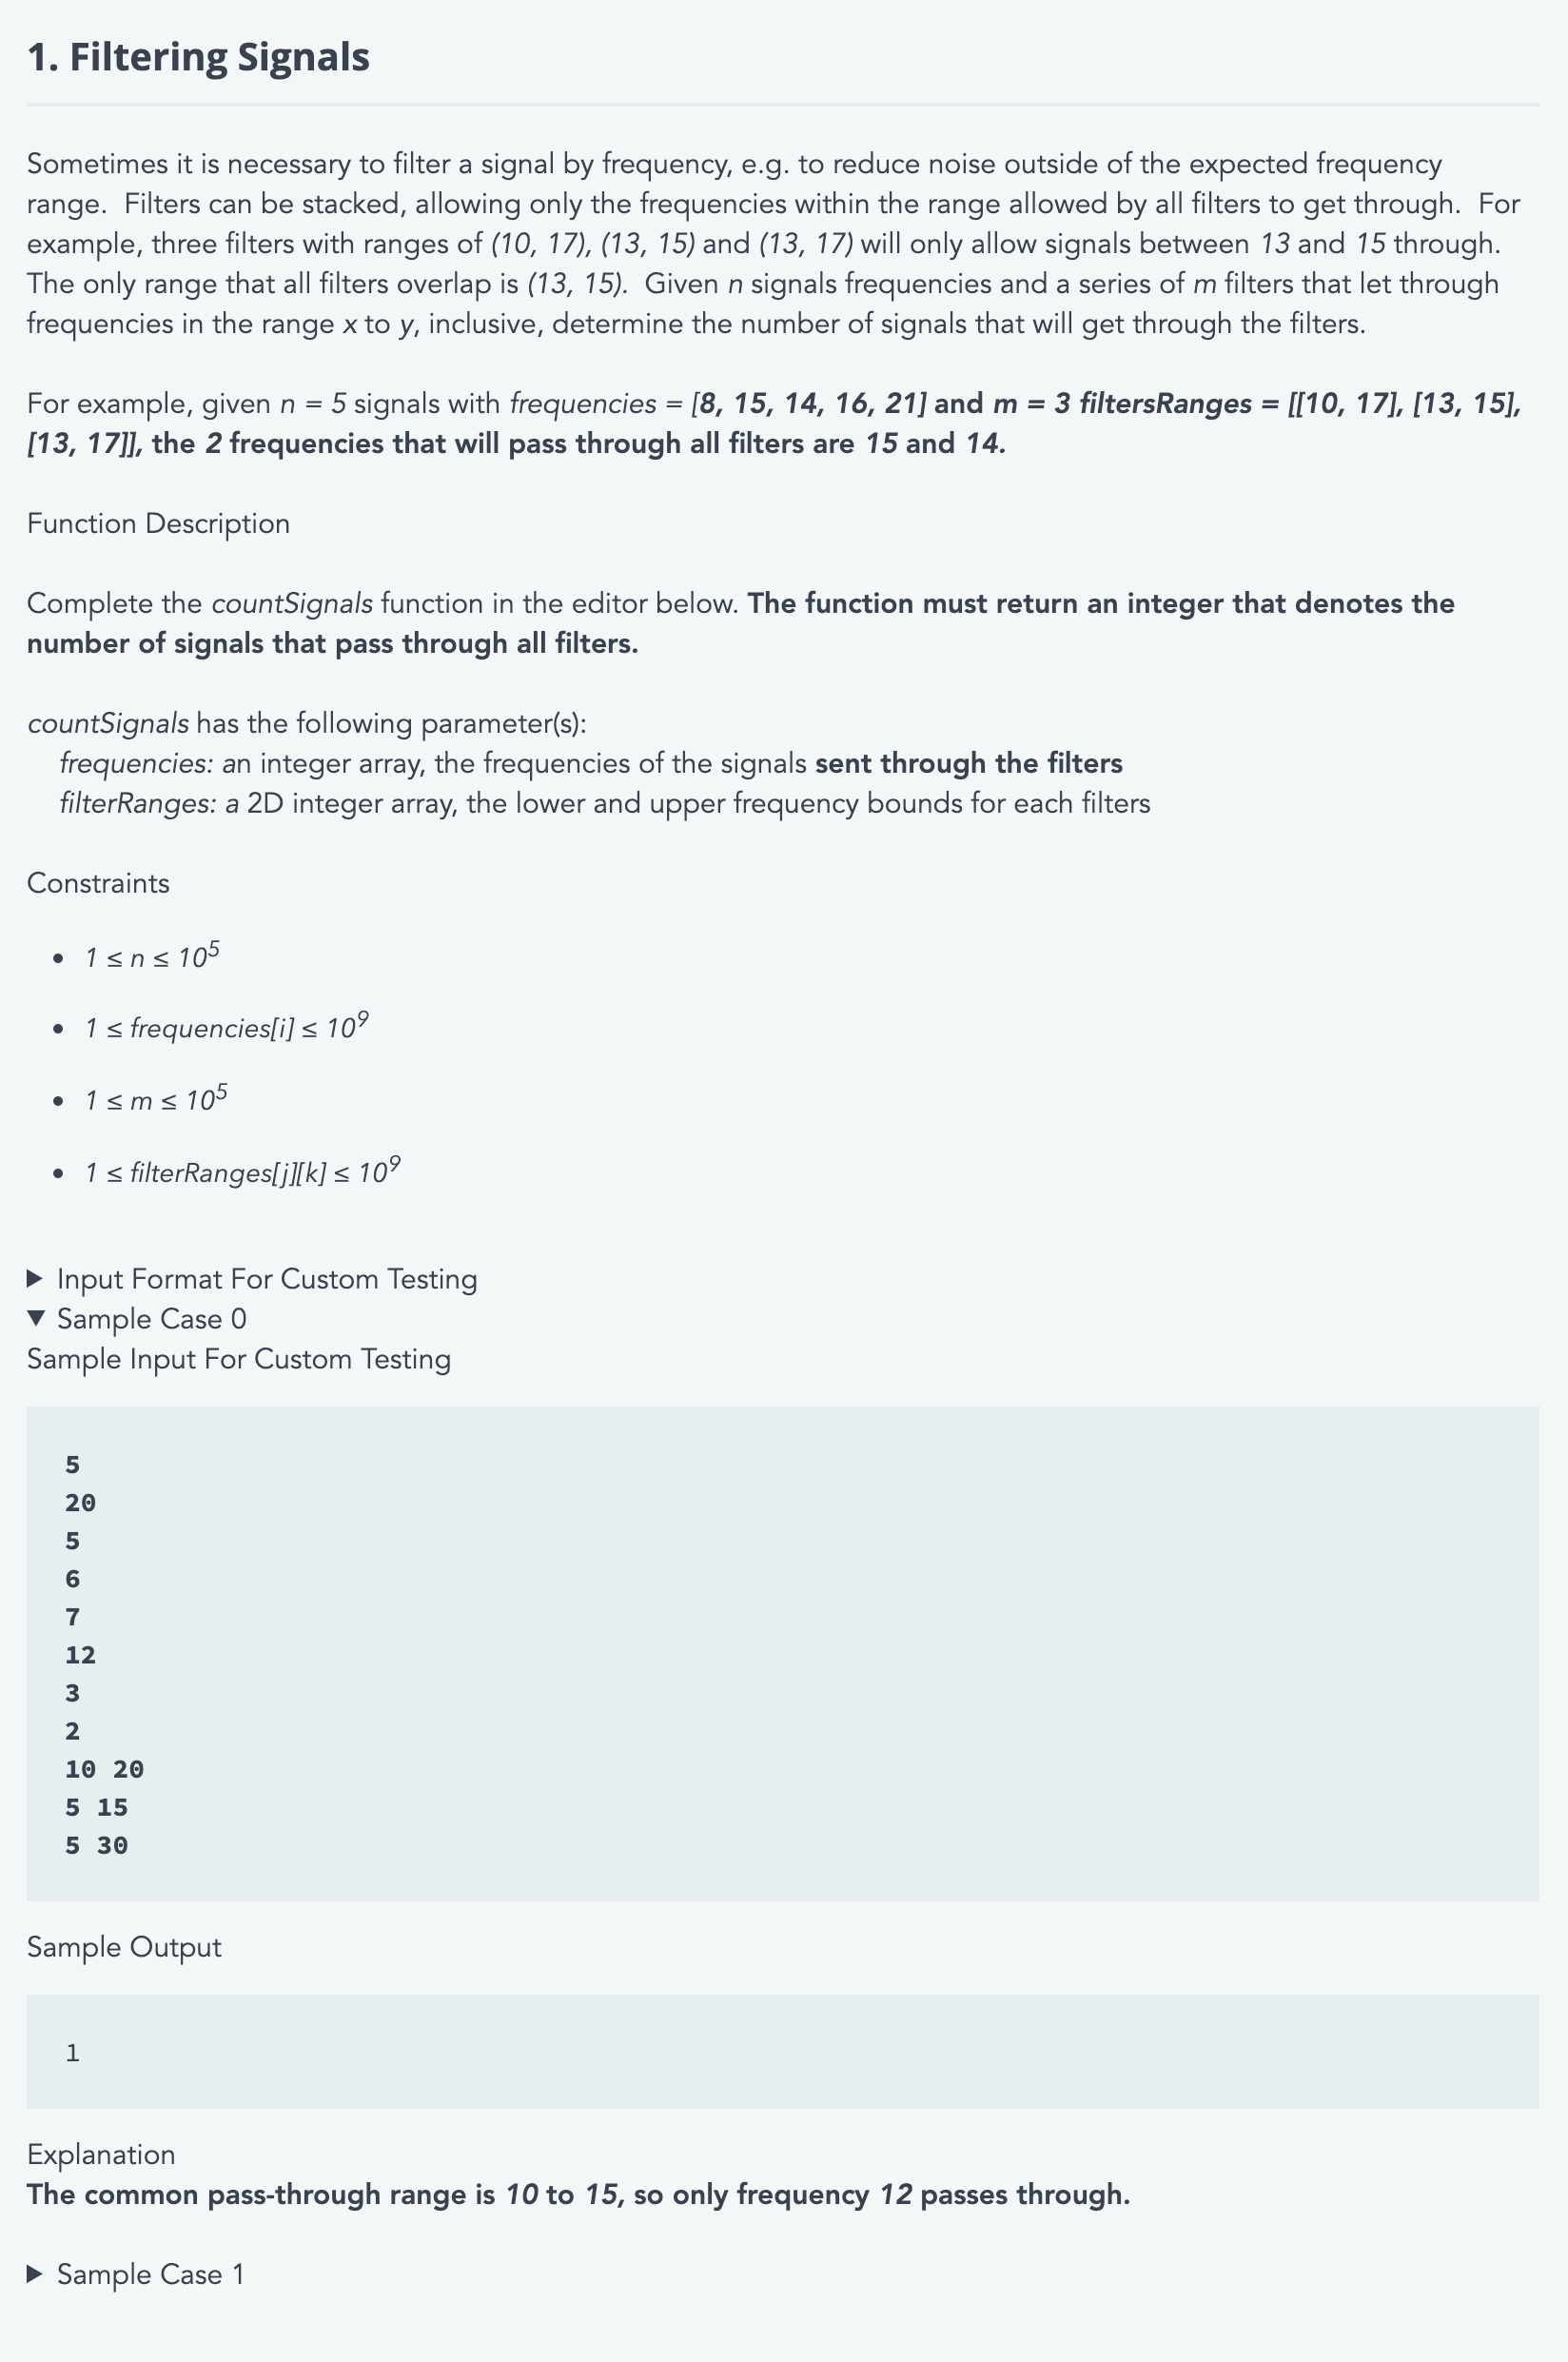 1. Filtering Signals
Sometimes it is necessary to filter a signal by frequency, e.g. to reduce noise outside of the expected frequency
range.  Filters can be stacked, allowing only the frequencies within the range allowed by all filters to get through.  For
example, three filters with ranges of (10, 17), (13, 15) and (13, 17) will only allow signals between 13 and 15 through.
The only range that all filters overlap is (13, 15).  Given n signals frequencies and a series of m filters that let through
frequencies in the range x to y, inclusive, determine the number of signals that will get through the filters.
For example, given n = 5 signals with frequencies = [8, 15, 14, 16, 21] and m = 3 filtersRanges = [[10, 17], [13, 15],
[13, 17]], the 2 frequencies that will pass through all filters are 15 and 14.
Function Description
Complete the countSignals function in the editor below. The function must return an integer that denotes the
number of signals that pass through all filters.
countSignals has the following parameter(s):
frequencies: an integer array, the frequencies of the signals sent through the filters
filterRanges: a 2D integer array, the lower and upper frequency bounds for each filters
Constraints
• 1 ≤ n ≤ 10^5
• 1 ≤ frequencies[i] ≤ 10^9
• 1 ≤ m ≤ 10^5
• 1 ≤ filterRanges[j][k] ≤ 10^9
▶ Input Format For Custom Testing
▼ Sample Case 0
Sample Input For Custom Testing
5
20
5
6
7
12
3
2
10 20
5 15
5 30
Sample Output
1
Explanation
The common pass-through range is 10 to 15, so only frequency 12 passes through.
▶ Sample Case 1